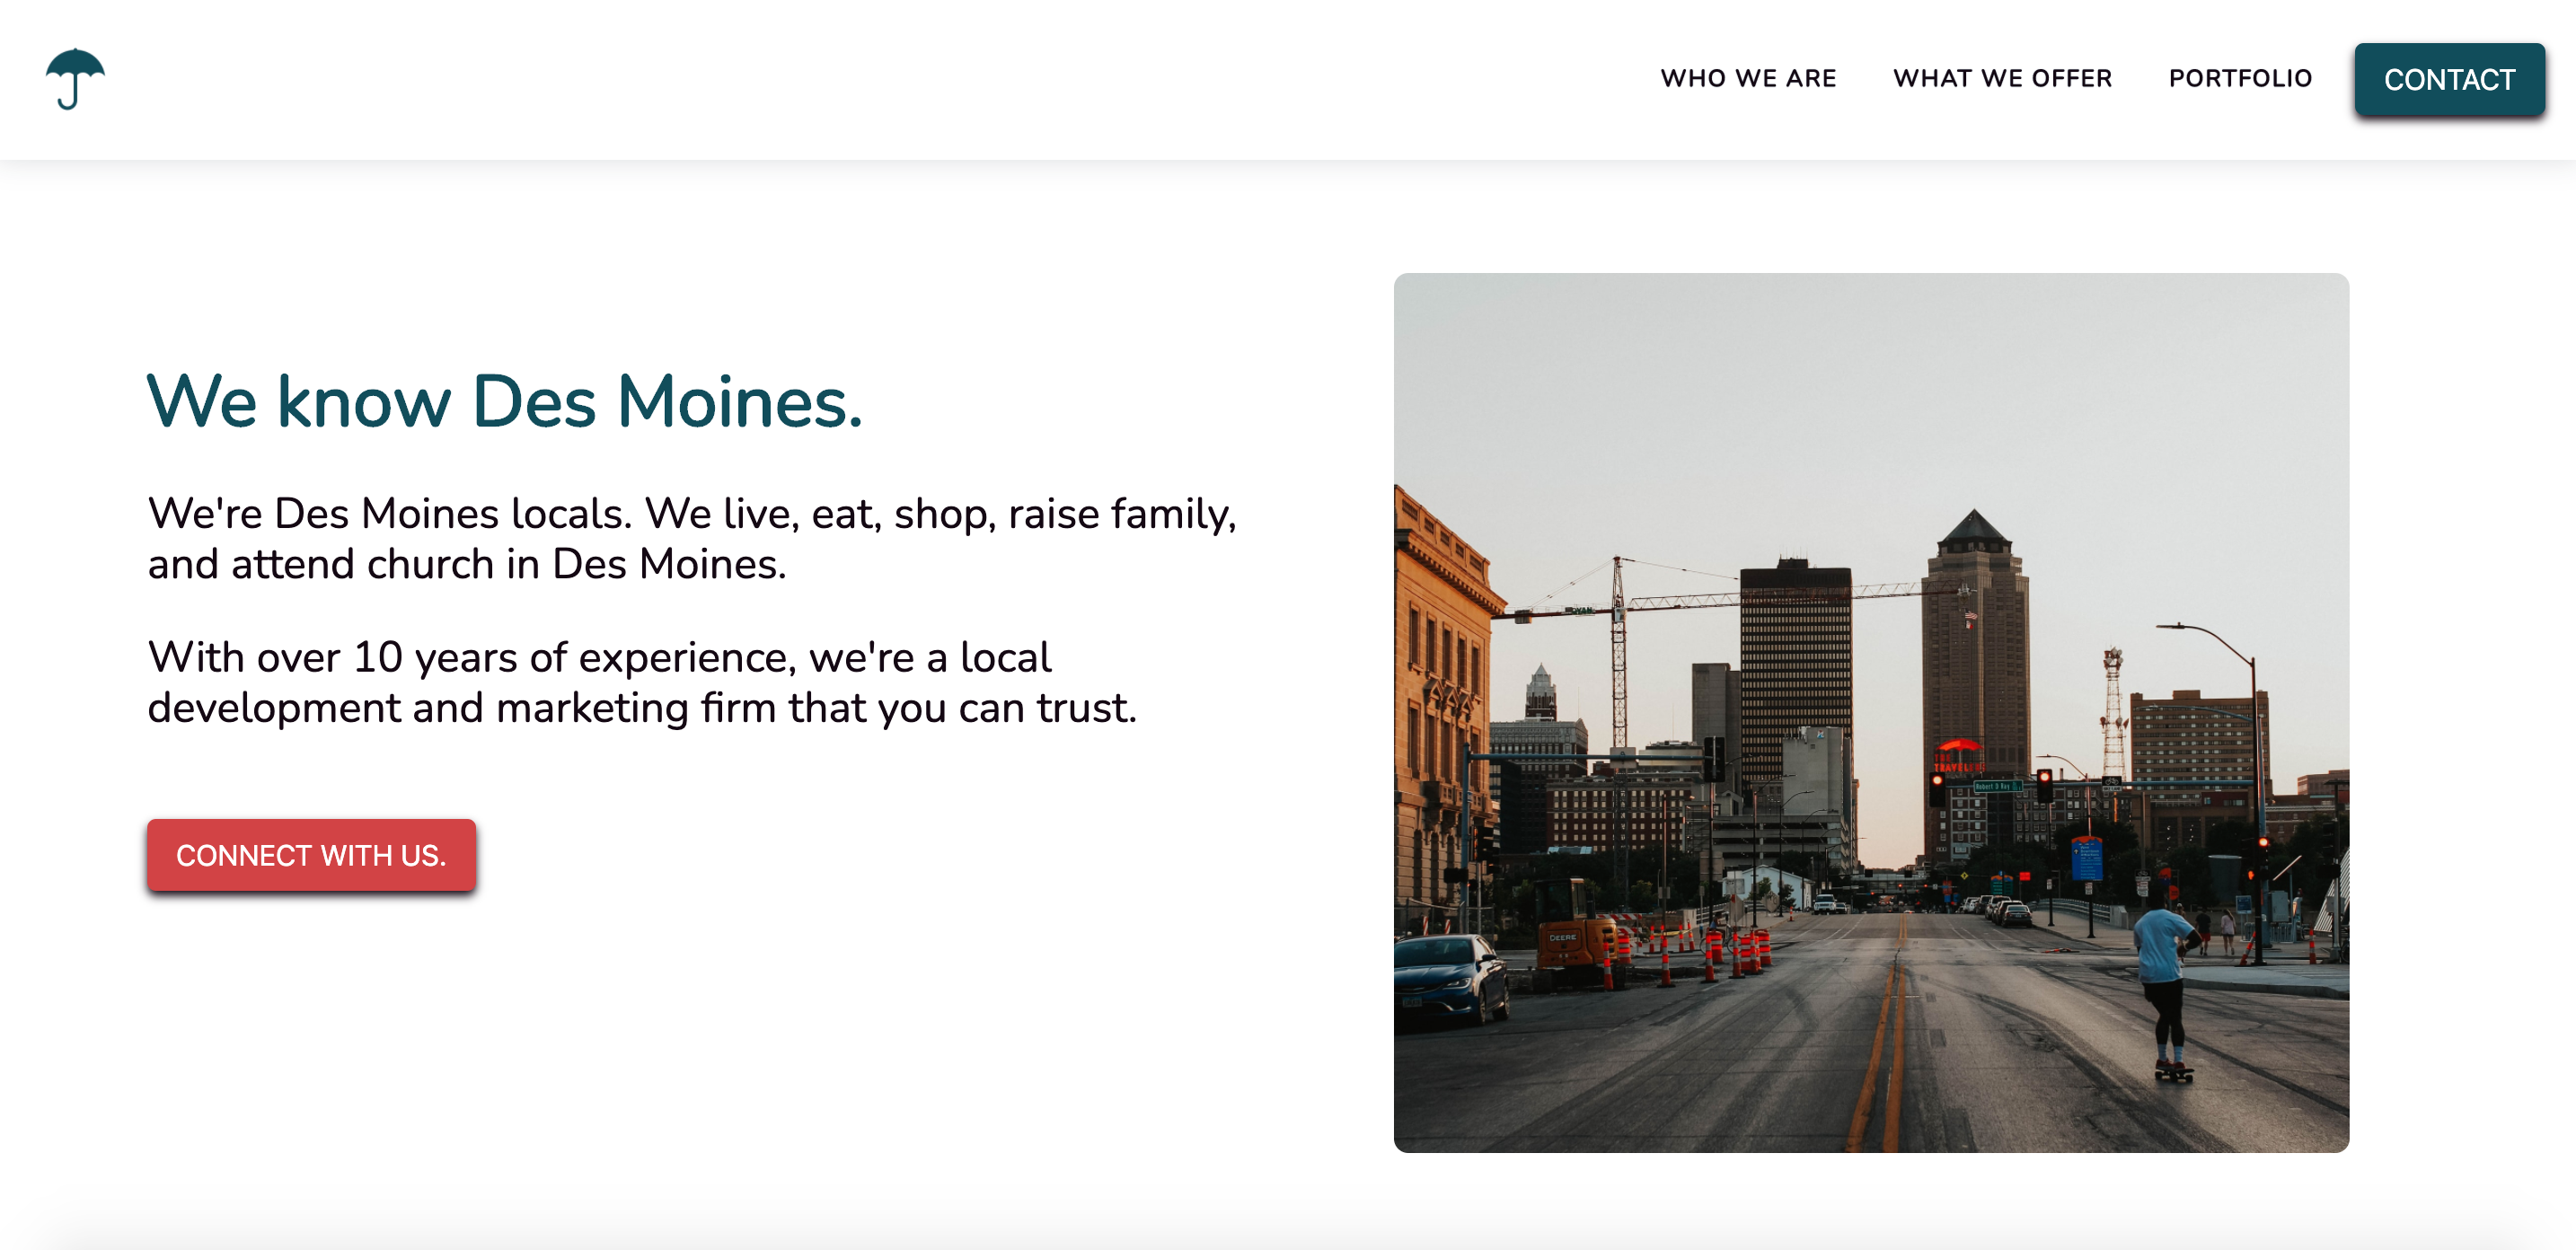 WHO WE ARE
WHAT WE OFFER
PORTFOLIO
CONTACT
We know Des Moines.
We're Des Moines locals. We live, eat, shop, raise family,
and attend church in Des Moines.
With over 10 years of experience, we're a local
development and marketing firm that you can trust.
CONNECT WITH US.
DEERE